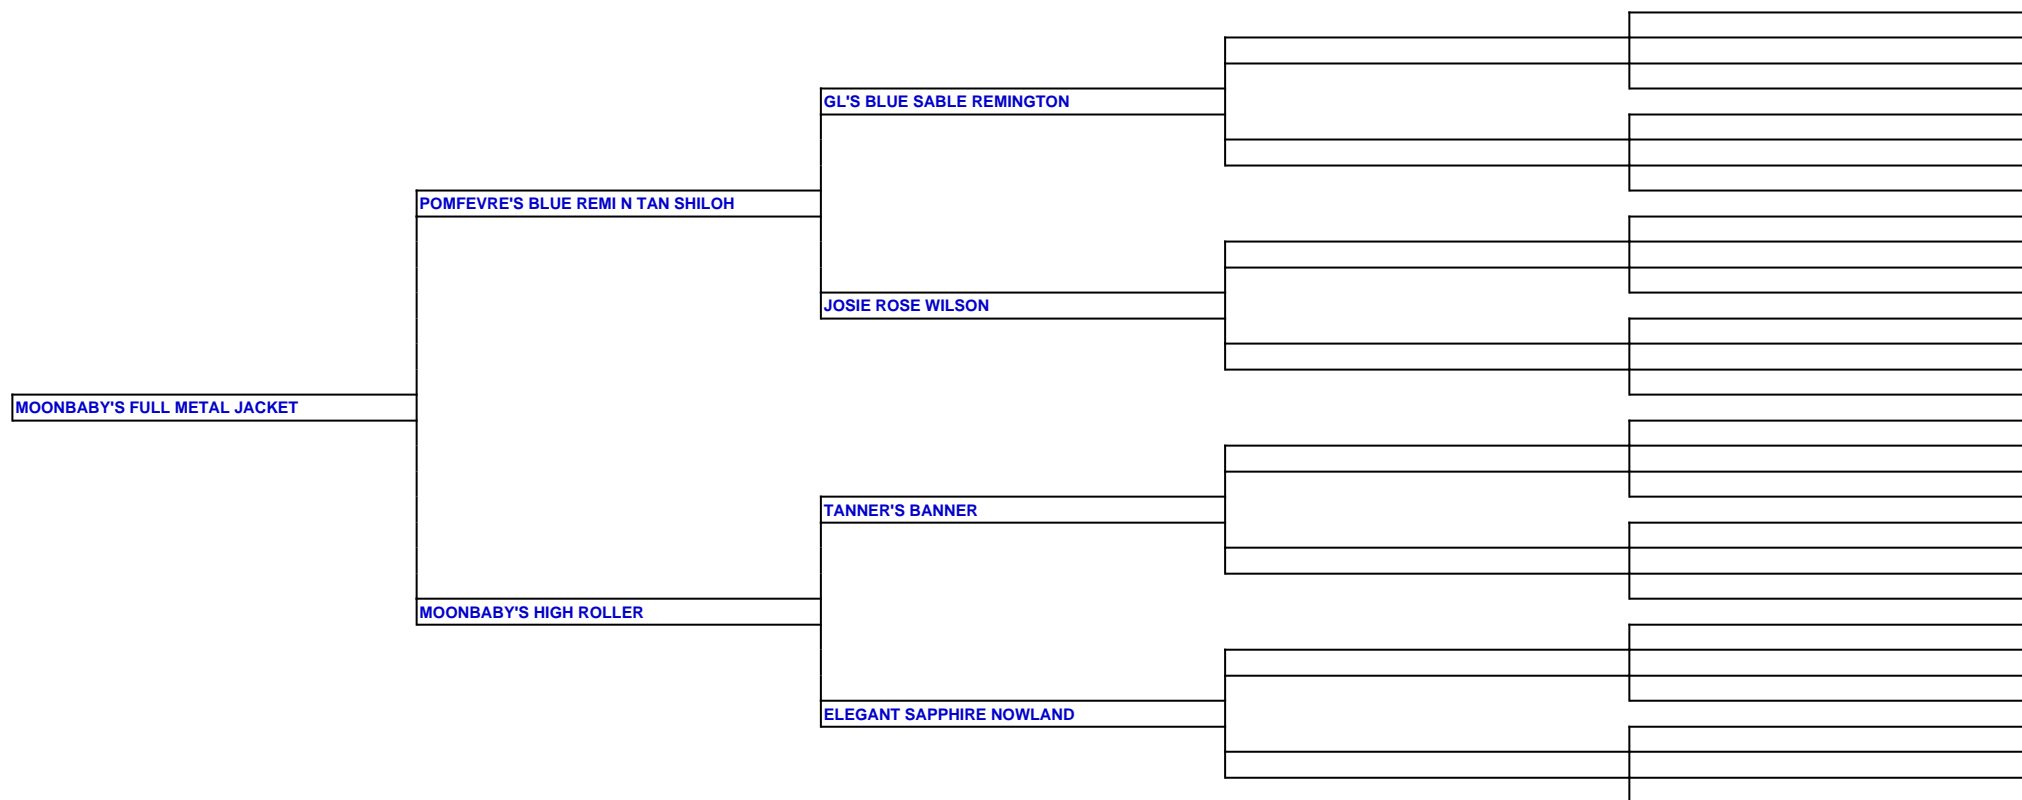 GL'S BLUE SABLE REMINGTON
POMFEVRE'S BLUE REMI N TAN SHILOH
JOSIE ROSE WILSON
MOONBABY'S FULL METAL JACKET
TANNER'S BANNER
MOONBABY'S HIGH ROLLER
ELEGANT SAPPHIRE NOWLAND